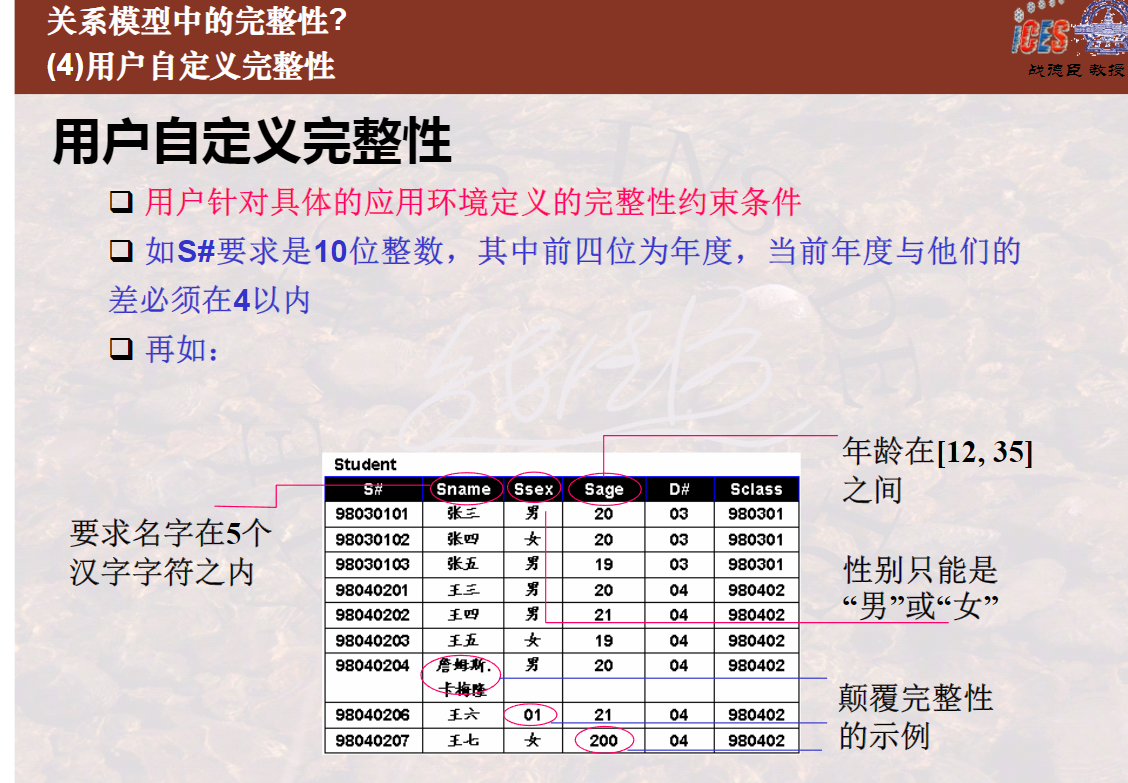 关系模型中的完整性?
(4)用户自定义完整性
iCES
战德臣 教授
用户自定义完整性
用户针对具体的应用环境定义的完整性约束条件
如S#要求是10位整数，其中前四位为年度，当前年度与他们的
差必须在4以内
再如：
年龄在[12, 35]
之间
要求名字在5个
汉字字符之内
Student
S# Sname Ssex Sage D# Sclass
98030101 张三 男 20 03 980301
98030102 张四 女 20 03 980301
98030103 张五 男 19 03 980301
98040201 王三 男 20 04 980402
98040202 王四 男 21 04 980402
98040203 王五 女 19 04 980402
98040204 詹姆斯. 男 20 04 980402
卡梅隆
98040206 王六 01 21 04 980402
98040207 王七 女 200 04 980402
性别只能是
“男”或“女”
颠覆完整性
的示例